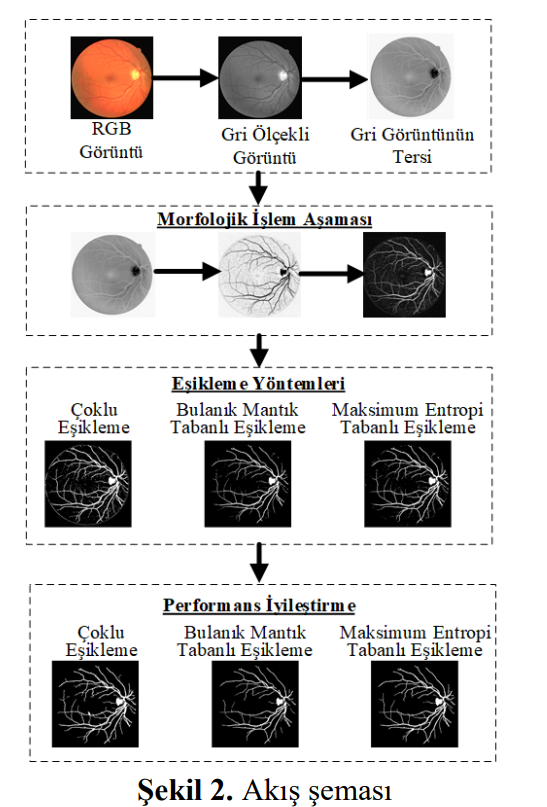 RGB
Görüntü
Gri Ölçekli
Görüntü
Gri Görüntünün
Tersi
Morfolojik İşlem Aşaması
Eşikleme Yöntemleri
Çoklu
Eşikleme
Bulanık Mantık
Tabanlı Eşikleme
Maksimum Entropi
Tabanlı Eşikleme
Performans İyileştirme
Çoklu
Eşikleme
Bulanık Mantık
Tabanlı Eşikleme
Maksimum Entropi
Tabanlı Eşikleme
Şekil 2. Akış şeması